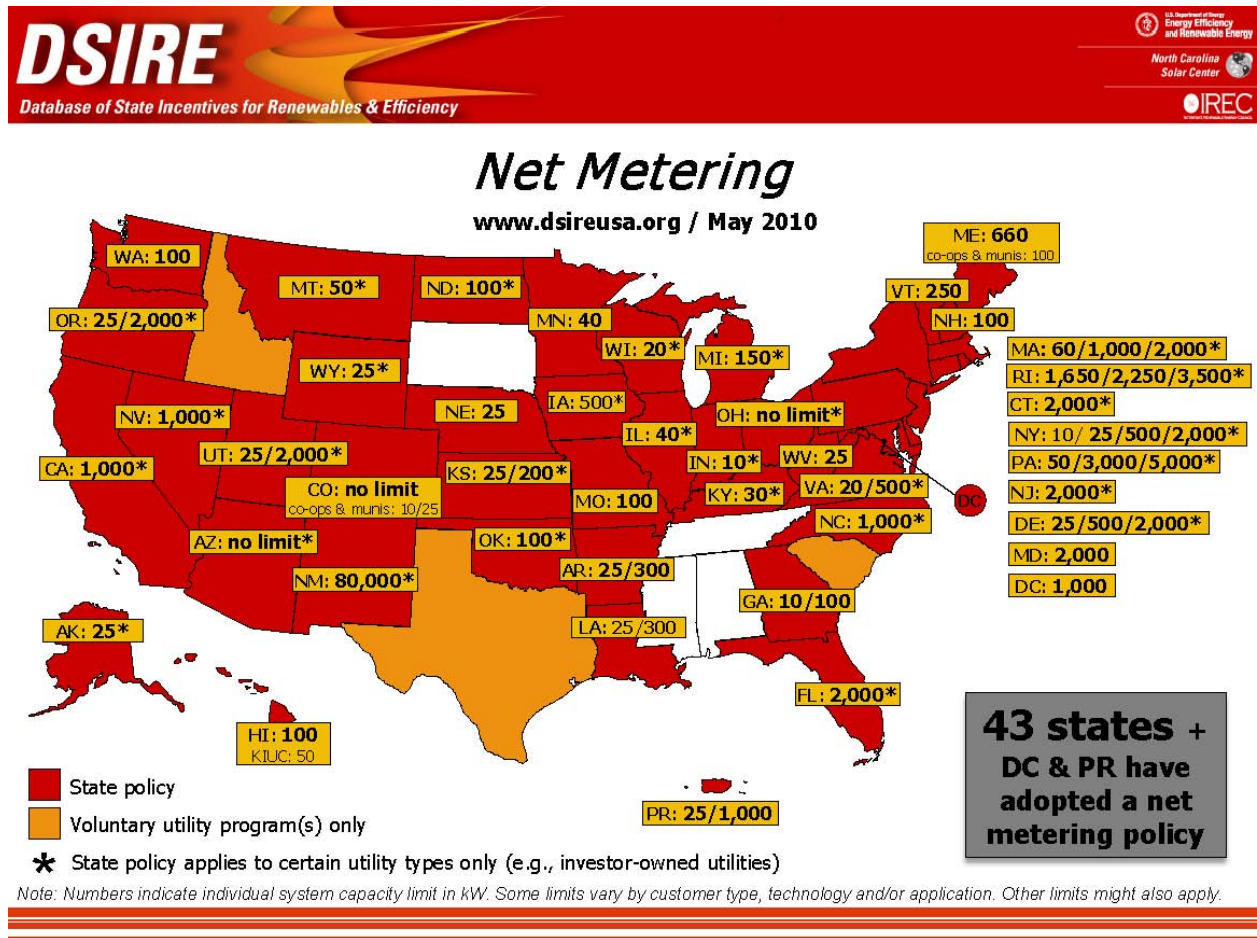 DSIRE
Database of State Incentives for Renewables & Efficiency
U.S. Department of Energy
Energy Efficiency
and Renewable Energy
North Carolina
Solar Center
IREC
Net Metering
www.dsireusa.org / May 2010
WA: 100
OR: 25/2,000*
MT: 50*
ND: 100*
MN: 40
WI: 20*
MI: 150*
ME: 660
co-ops & munis: 100
VT: 250
NH: 100
WY: 25*
NV: 1,000*
UT: 25/2,000*
CA: 1,000*
NE: 25
IA: 500*
IL: 40*
OH: no limit*
IN: 10*
WV: 25
CO: no limit
co-ops & munis: 10/25
KS: 25/200*
MO: 100
KY: 30*
VA: 20/500*
DC
NC: 1,000*
AZ: no limit*
NM: 80,000*
OK: 100*
AR: 25/300
LA: 25/300
GA: 10/100
FL: 2,000*
AK: 25*
HI: 100
KIUC: 50
PR: 25/1,000
MA: 60/1,000/2,000*
RI: 1,650/2,250/3,500*
CT: 2,000*
NY: 10/ 25/500/2,000*
PA: 50/3,000/5,000*
NJ: 2,000*
DE: 25/500/2,000*
MD: 2,000
DC: 1,000
43 states +
DC & PR have
adopted a net
metering policy
State policy
Voluntary utility program(s) only
* State policy applies to certain utility types only (e.g., investor-owned utilities)
Note: Numbers indicate individual system capacity limit in kW. Some limits vary by customer type, technology and/or application. Other limits might also apply.